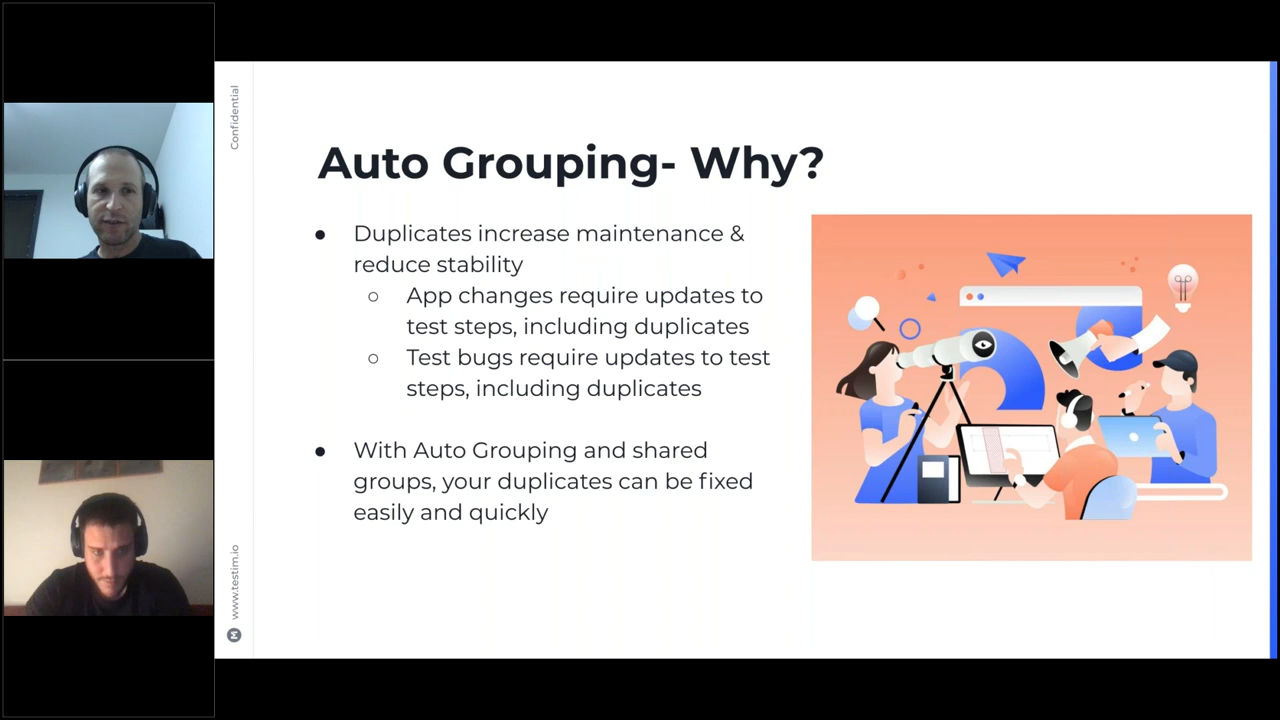 Confidential
Auto Grouping- Why?
● Duplicates increase maintenance &
reduce stability
○ App changes require updates to
test steps, including duplicates
○ Test bugs require updates to test
steps, including duplicates
● With Auto Grouping and shared
groups, your duplicates can be fixed
easily and quickly
www.testim.io